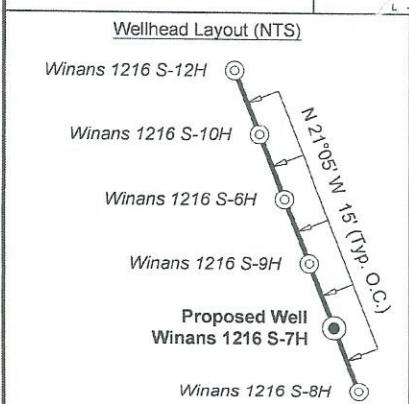 Wellhead Layout (NTS)
Winans 1216 S-12H
Winans 1216 S-10H
Winans 1216 S-6H
Winans 1216 S-9H
Proposed Well
Winans 1216 S-7H
Winans 1216 S-8H
N 21°05' W 15' (Typ. O.C.)